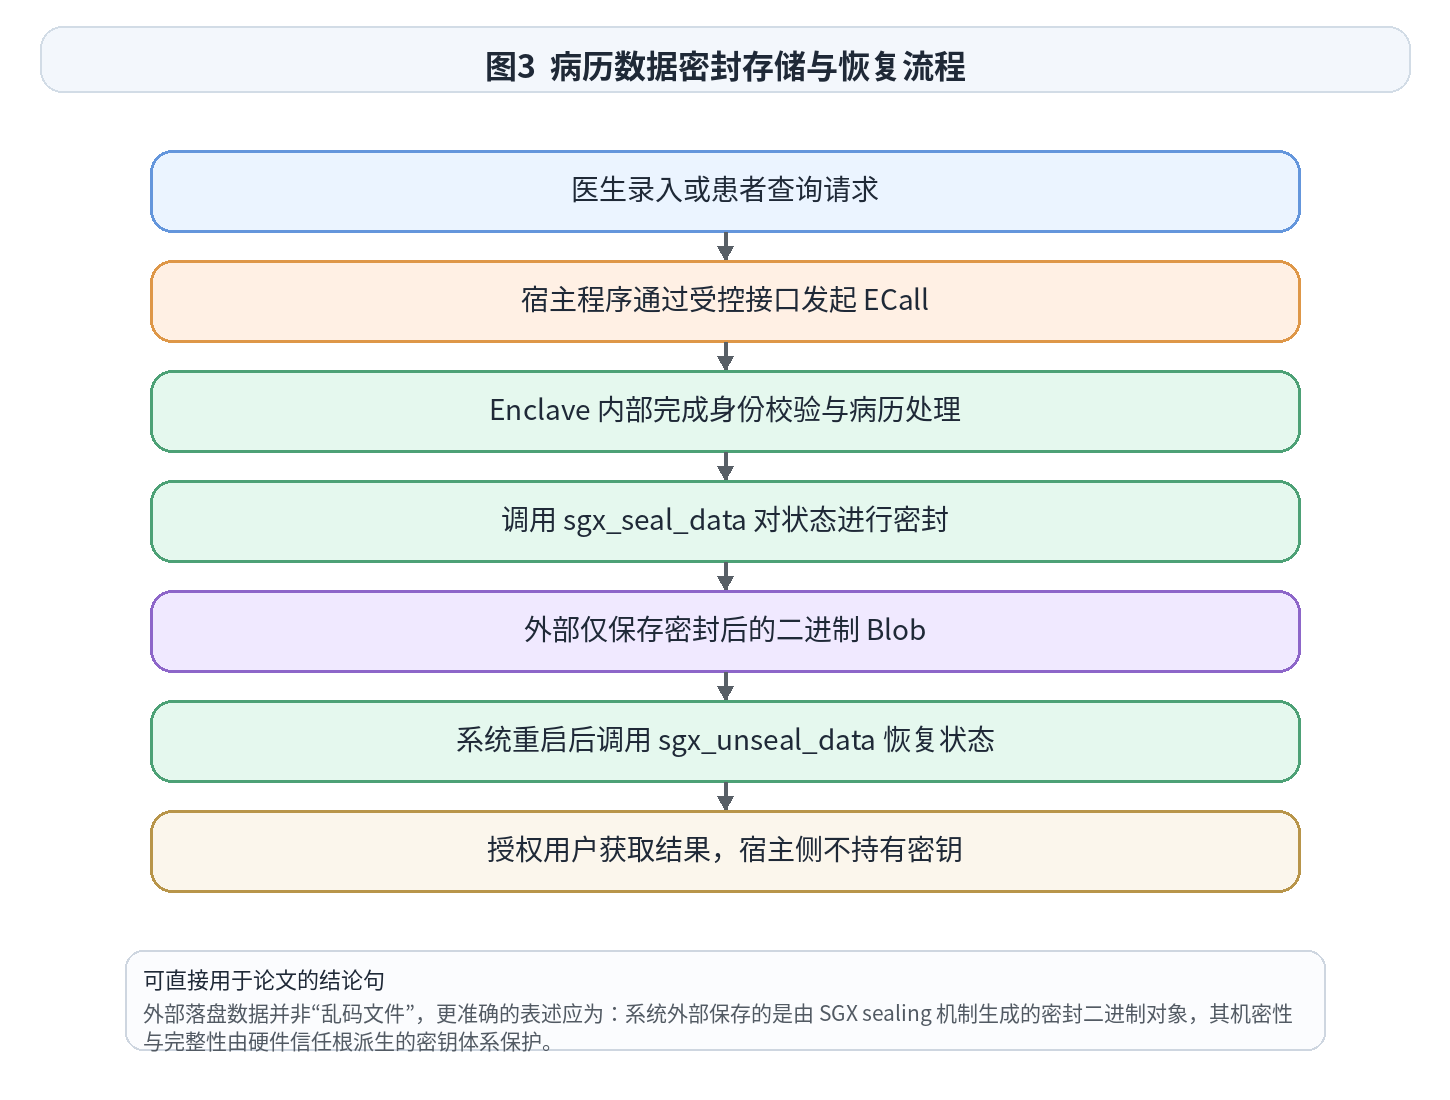 图3 病历数据密封存储与恢复流程
医生录入或患者查询请求
宿主程序通过受控接口发起 ECall
Enclave 内部完成身份校验与病历处理
调用 sgx_seal_data 对状态进行密封
外部仅保存密封后的二进制 Blob
系统重启后调用 sgx_unseal_data 恢复状态
授权用户获取结果，宿主侧不持有密钥
可直接用于论文的结论句
外部落盘数据并非“乱码文件”，更准确的表述应为：系统外部保存的是由 SGX sealing 机制生成的密封二进制对象，其机密性
与完整性由硬件信任根派生的密钥体系保护。